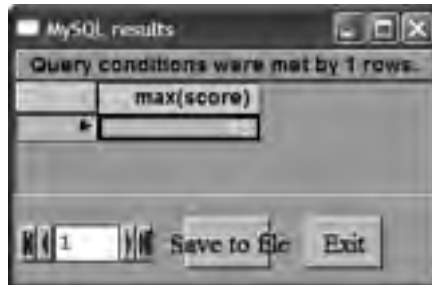 MySQL results
Query conditions were met by 1 rows.
max(score)
1
Save to file
Exit